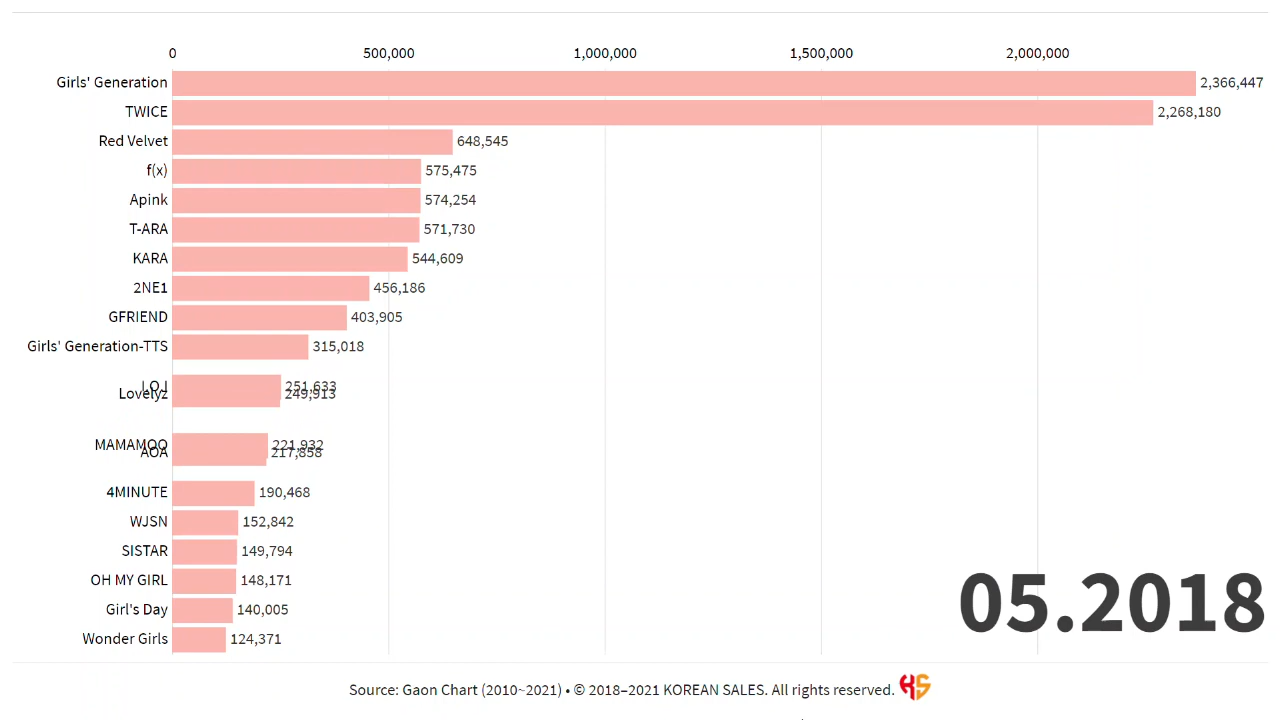 0 500,000 1,000,000 1,500,000 2,000,000
Girls' Generation 2,366,447
TWICE 2,268,180
Red Velvet 648,545
f(x) 575,475
Apink 574,254
T-ARA 571,730
KARA 544,609
2NE1 456,186
GFRIEND 403,905
Girls' Generation-TTS 315,018
251,633
Lovelyz 249,913
MAMAMOO 221,932
AOA 217,858
4MINUTE 190,468
WJSN 152,842
SISTAR 149,794
OH MY GIRL 148,171
Girl's Day 140,005
Wonder Girls 124,371
05.2018
Source: Gaon Chart (2010~2021) • © 2018–2021 KOREAN SALES. All rights reserved. KS